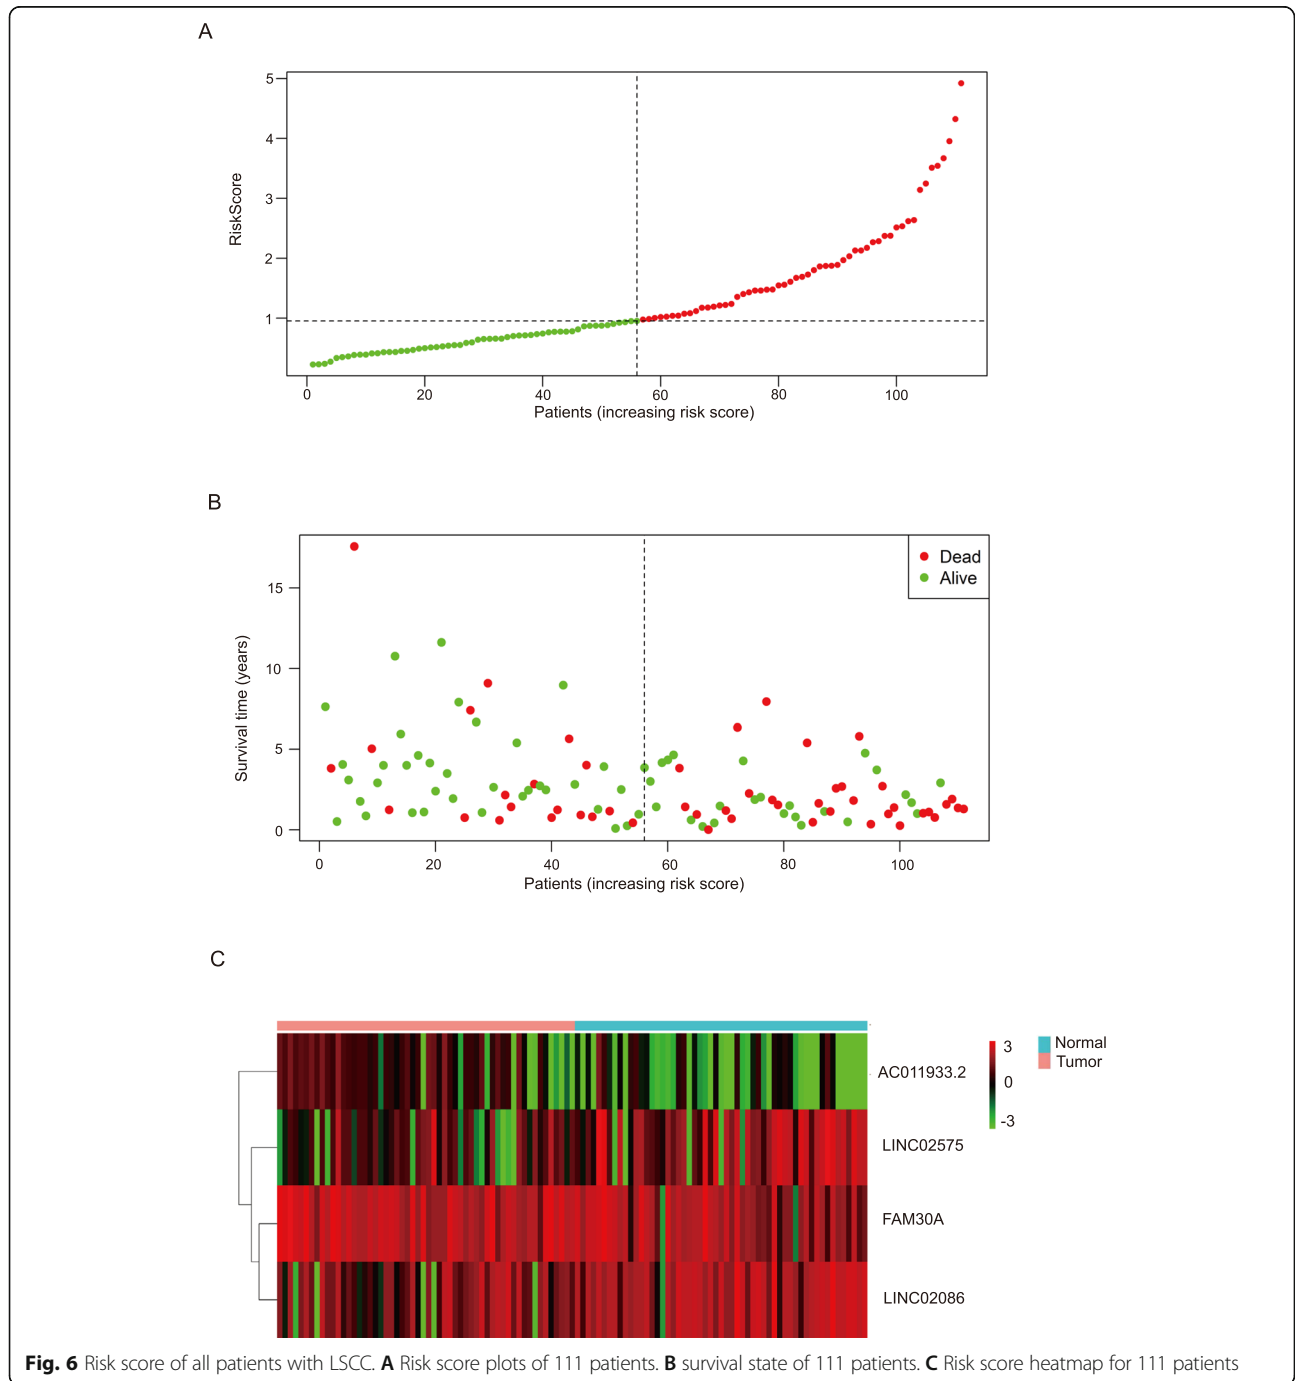 A
5
4
3
2
1
RiskScore
0 20 40 60 80 100
Patients (increasing risk score)
B
Dead
Alive
15
10
5
0
Survival time (years)
0 20 40 60 80 100
Patients (increasing risk score)
C
AC011933.2
LINC02575
FAM30A
LINC02086
3
0
-3
Normal
Tumor
Fig. 6 Risk score of all patients with LSCC. A Risk score plots of 111 patients. B survival state of 111 patients. C Risk score heatmap for 111 patients